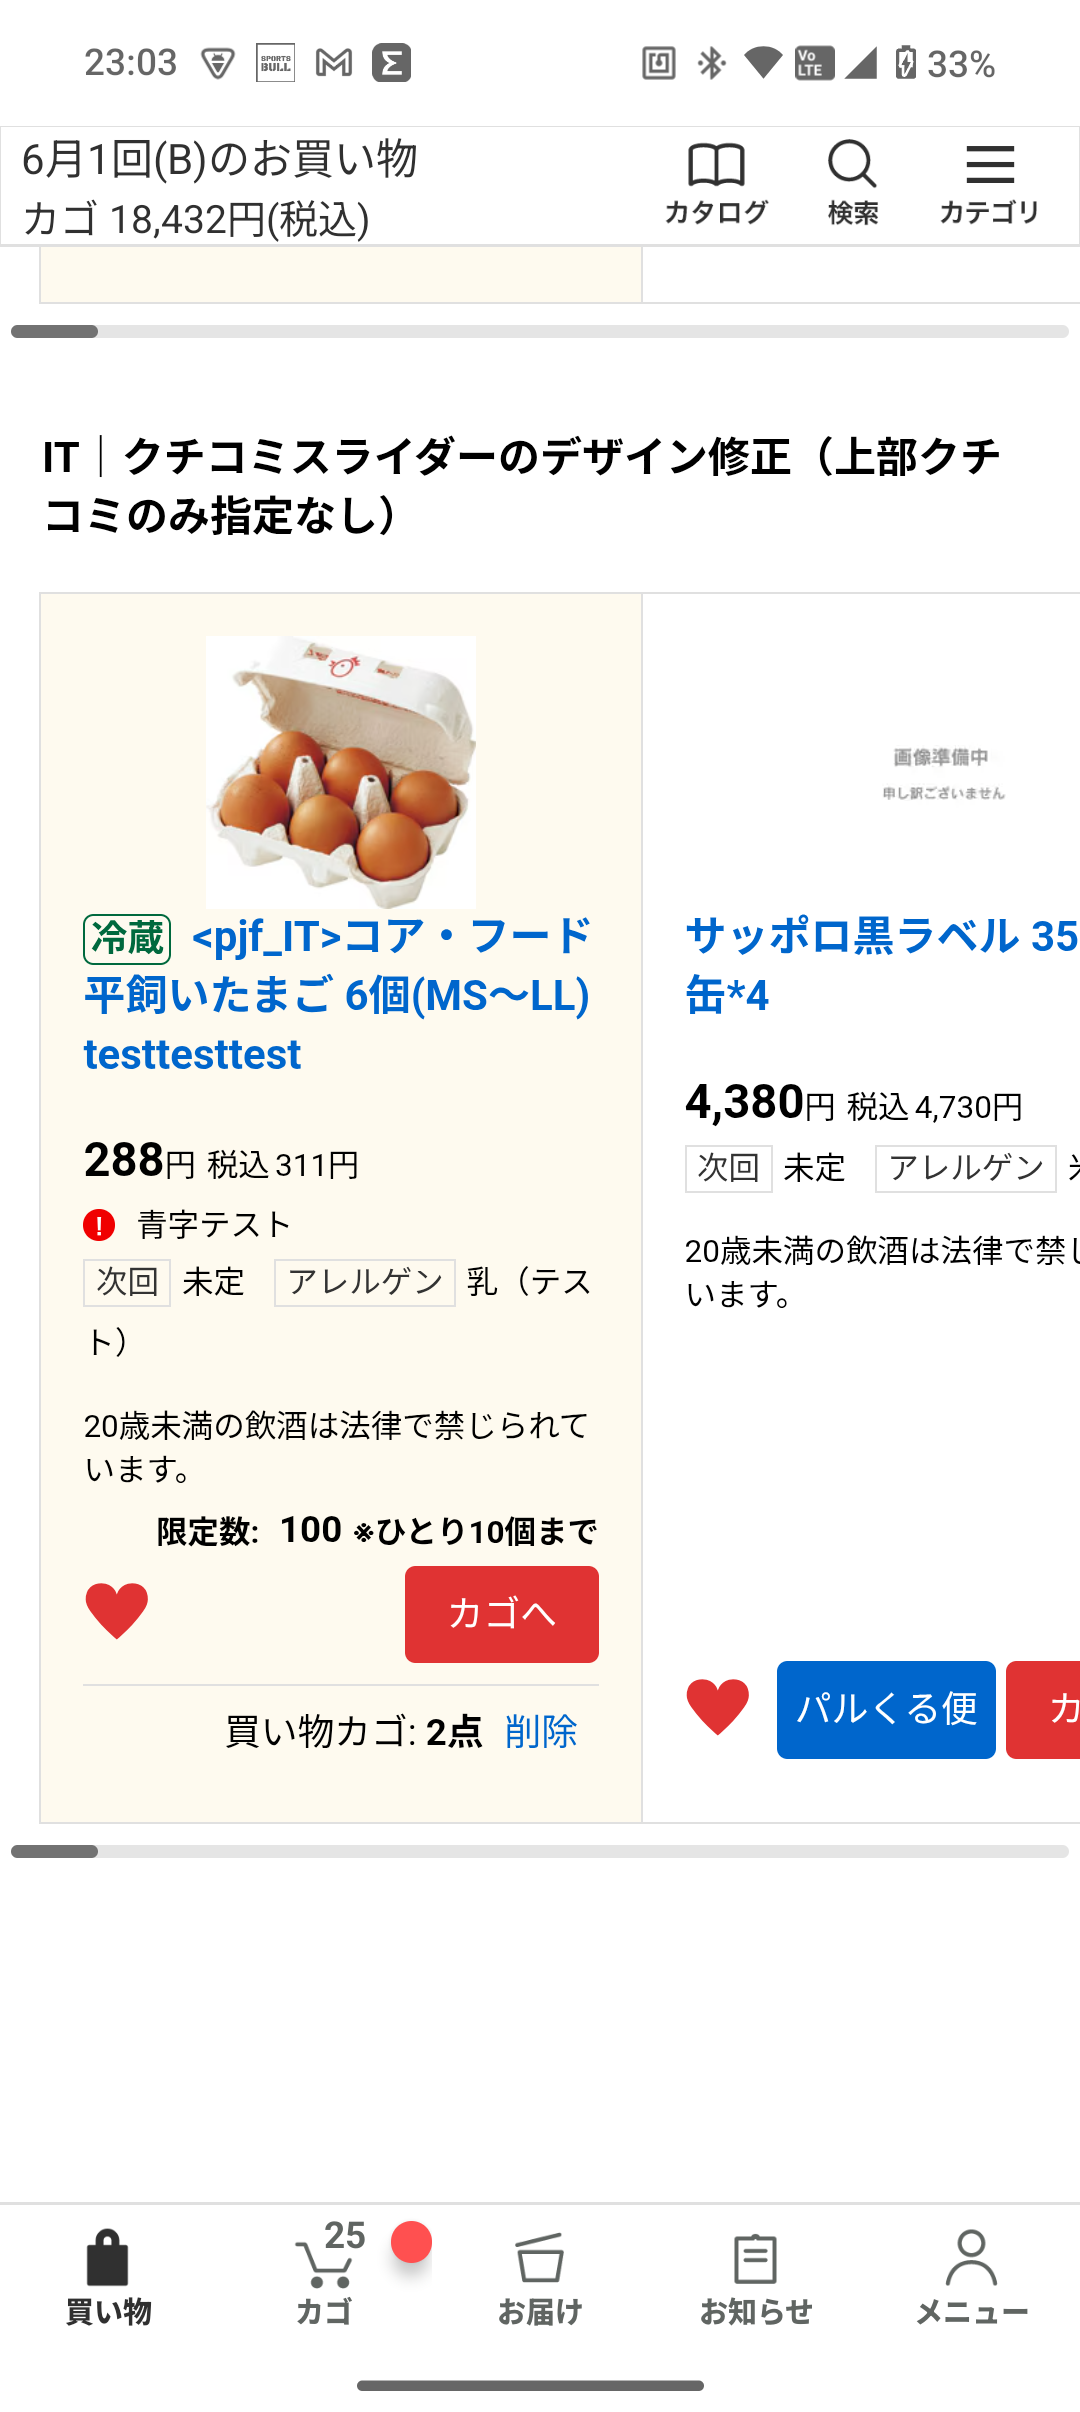 23:03
SPORTS
BULL
Vo
LTE
33%
6月1回(B)のお買い物
カゴ 18,432円(税込)
カタログ
検索
カテゴリ
IT｜クチコミスライダーのデザイン修正（上部クチ
コミのみ指定なし）
冷蔵 <pjf_IT>コア・フード
平飼いたまご 6個(MS〜LL)
testtesttest
288円 税込 311円
! 青字テスト
次回 未定 アレルゲン 乳（テス
ト）
20歳未満の飲酒は法律で禁じられて
います。
限定数: 100 ※ひとり10個まで
カゴへ
買い物カゴ: 2点 削除
画像準備中
申し訳ございません
サッポロ黒ラベル 35
缶*4
4,380円 税込 4,730円
次回 未定 アレルゲン
20歳未満の飲酒は法律で禁じ
います。
パルくる便
カ
買い物
25
カゴ
お届け
お知らせ
メニュー